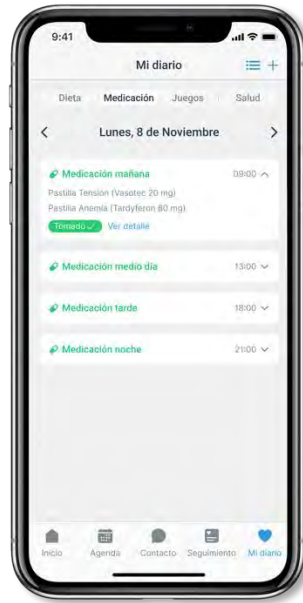 9:41
Mi diario
Dieta Medicación Juegos Salud
Lunes, 8 de Noviembre
Medicación mañana 09:00
Pastilla Tensión (Vasotec 20 mg)
Pastilla Anemia (Tardyferon 80 mg)
Tomado Ver detalle
Medicación medio día 13:00
Medicación tarde 18:00
Medicación noche 21:00
Inicio Agenda Contacto Seguimiento Mi diario